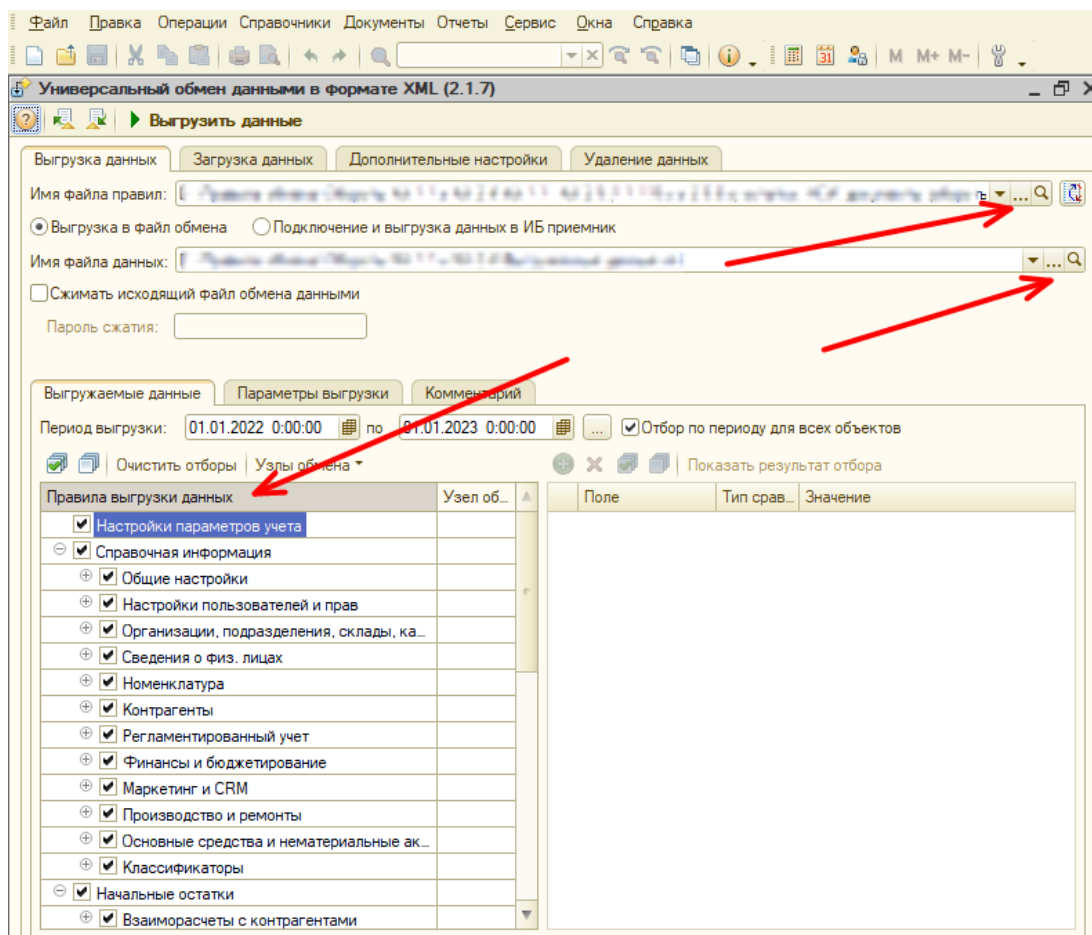 Файл Правка Операции Справочники Документы Отчеты Сервис Окна Справка
M M+ M-
Универсальный обмен данными в формате XML (2.1.7)
Выгрузить данные
Выгрузка данных Загрузка данных Дополнительные настройки Удаление данных
Имя файла правил:
Выгрузка в файл обмена Подключение и выгрузка данных в ИБ приемник
Имя файла данных:
Сжимать исходящий файл обмена данными
Пароль сжатия:
Выгружаемые данные Параметры выгрузки Комментарий
Период выгрузки: 01.01.2022 0:00:00 по 01.01.2023 0:00:00 ... Отбор по периоду для всех объектов
Очистить отборы Узлы обмена Показать результат отбора
Правила выгрузки данных Узел об... Поле Тип срав... Значение
Настройки параметров учета
Справочная информация
Общие настройки
Настройки пользователей и прав
Организации, подразделения, склады, ка...
Сведения о физ. лицах
Номенклатура
Контрагенты
Регламентированный учет
Финансы и бюджетирование
Маркетинг и CRM
Производство и ремонты
Основные средства и нематериальные ак...
Классификаторы
Начальные остатки
Взаиморасчеты с контрагентами